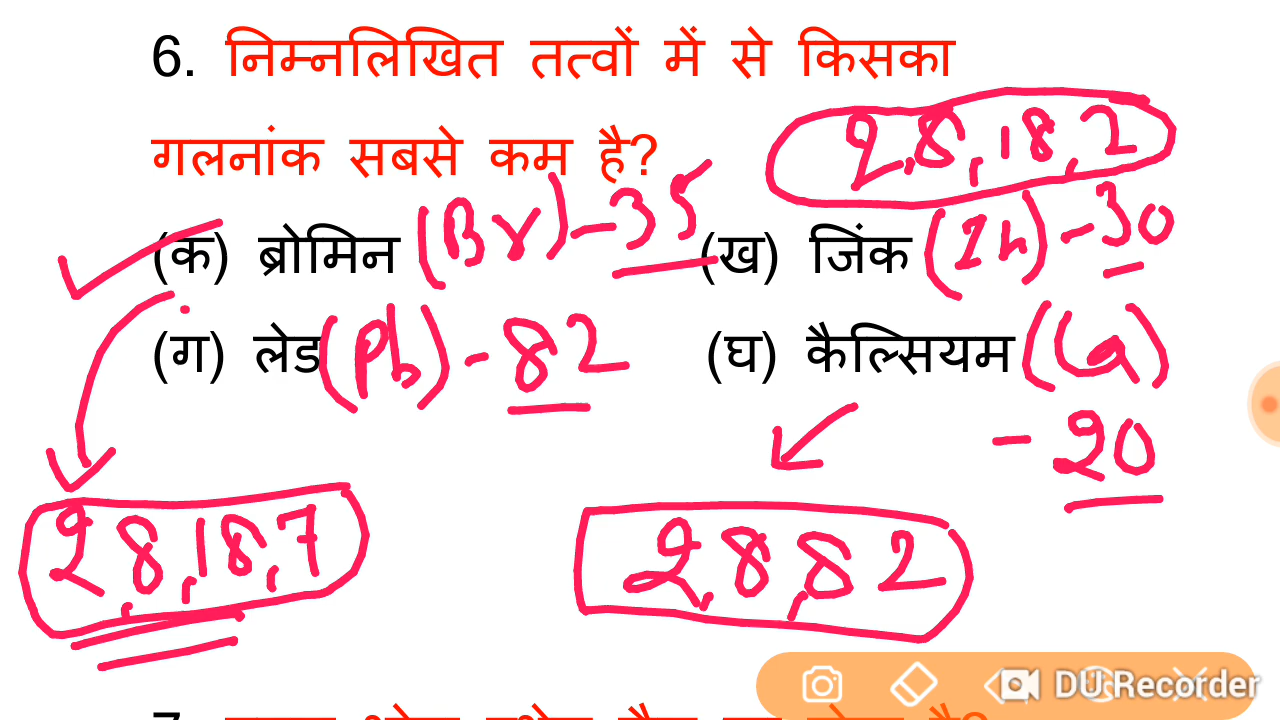 6. निम्नलिखित तत्वों में से किसका
गलनांक सबसे कम है?
2,8,18,2
(क) ब्रोमिन (Br)-35 (ख) जिंक (Zn)-30
(ग) लेड (Pb)-82 (घ) कैल्सियम (Ca)
-20
2,8,18,7
2,8,8 2
DU Recorder